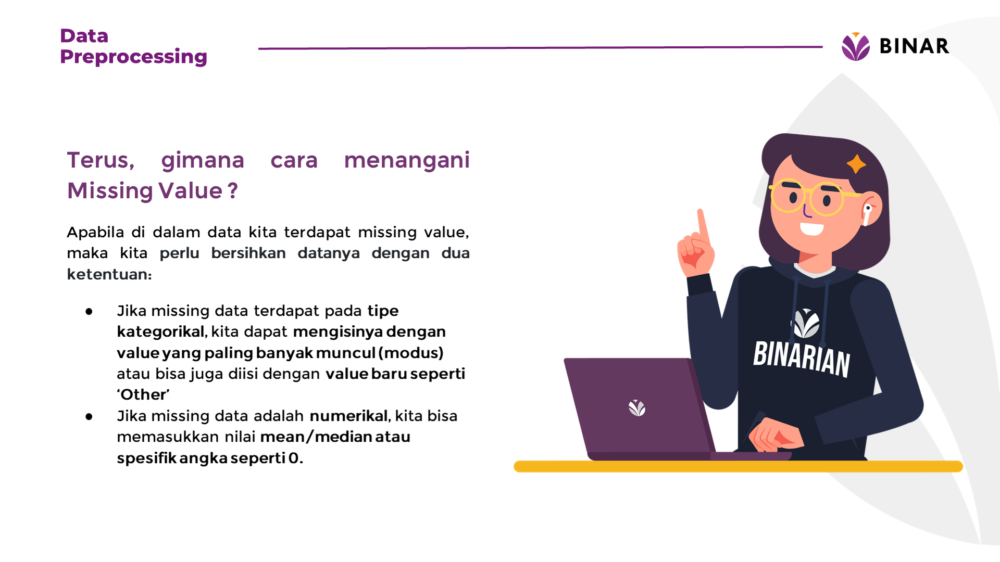 Data
Preprocessing
BINAR
Terus, gimana cara menangani
Missing Value ?
Apabila di dalam data kita terdapat missing value,
maka kita perlu bersihkan datanya dengan dua
ketentuan:
● Jika missing data terdapat pada tipe
kategorikal, kita dapat mengisinya dengan
value yang paling banyak muncul (modus)
atau bisa juga diisi dengan value baru seperti
‘Other’
● Jika missing data adalah numerikal, kita bisa
memasukkan nilai mean/median atau
spesifik angka seperti 0.
BINARIAN